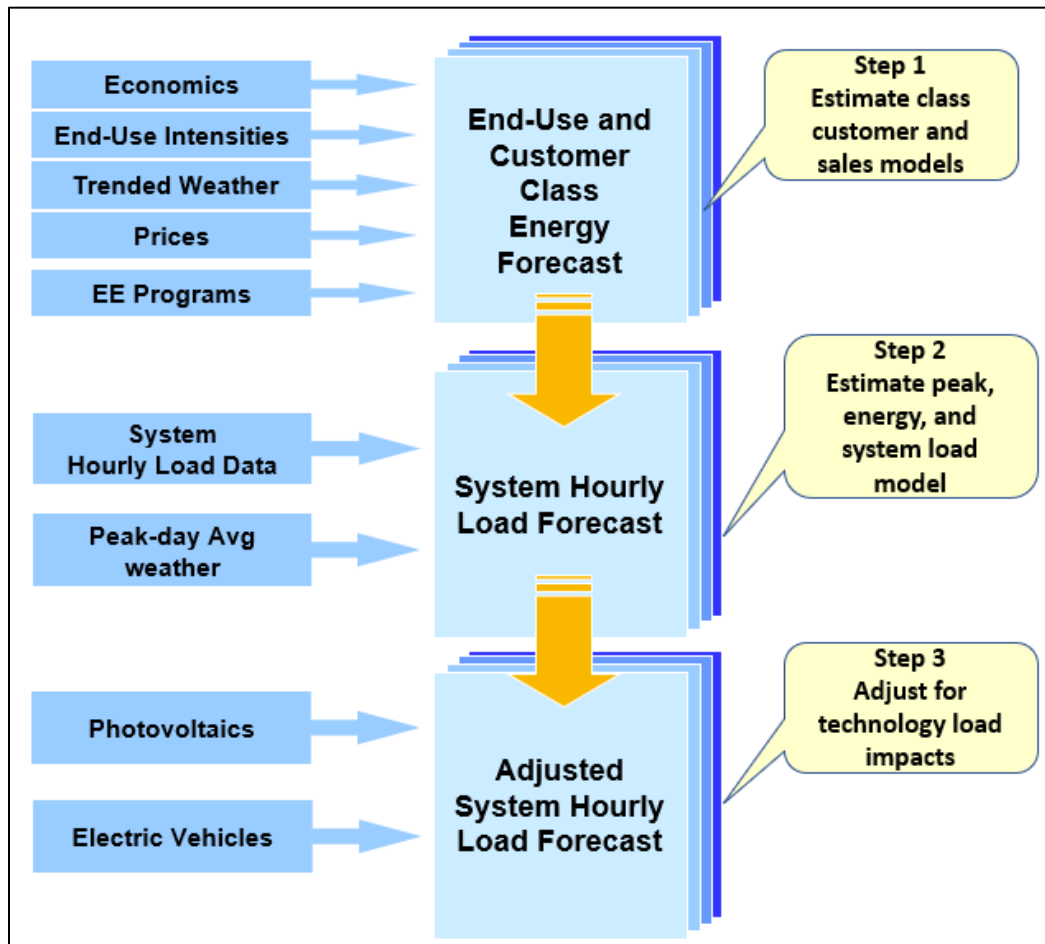 Economics
End-Use Intensities
Trended Weather
Prices
EE Programs
End-Use and
Customer
Class
Energy
Forecast
Step 1
Estimate class
customer and
sales models
System
Hourly Load Data
Peak-day Avg
weather
System Hourly
Load Forecast
Step 2
Estimate peak,
energy, and
system load
model
Photovoltaics
Electric Vehicles
Adjusted
System Hourly
Load Forecast
Step 3
Adjust for
technology load
impacts